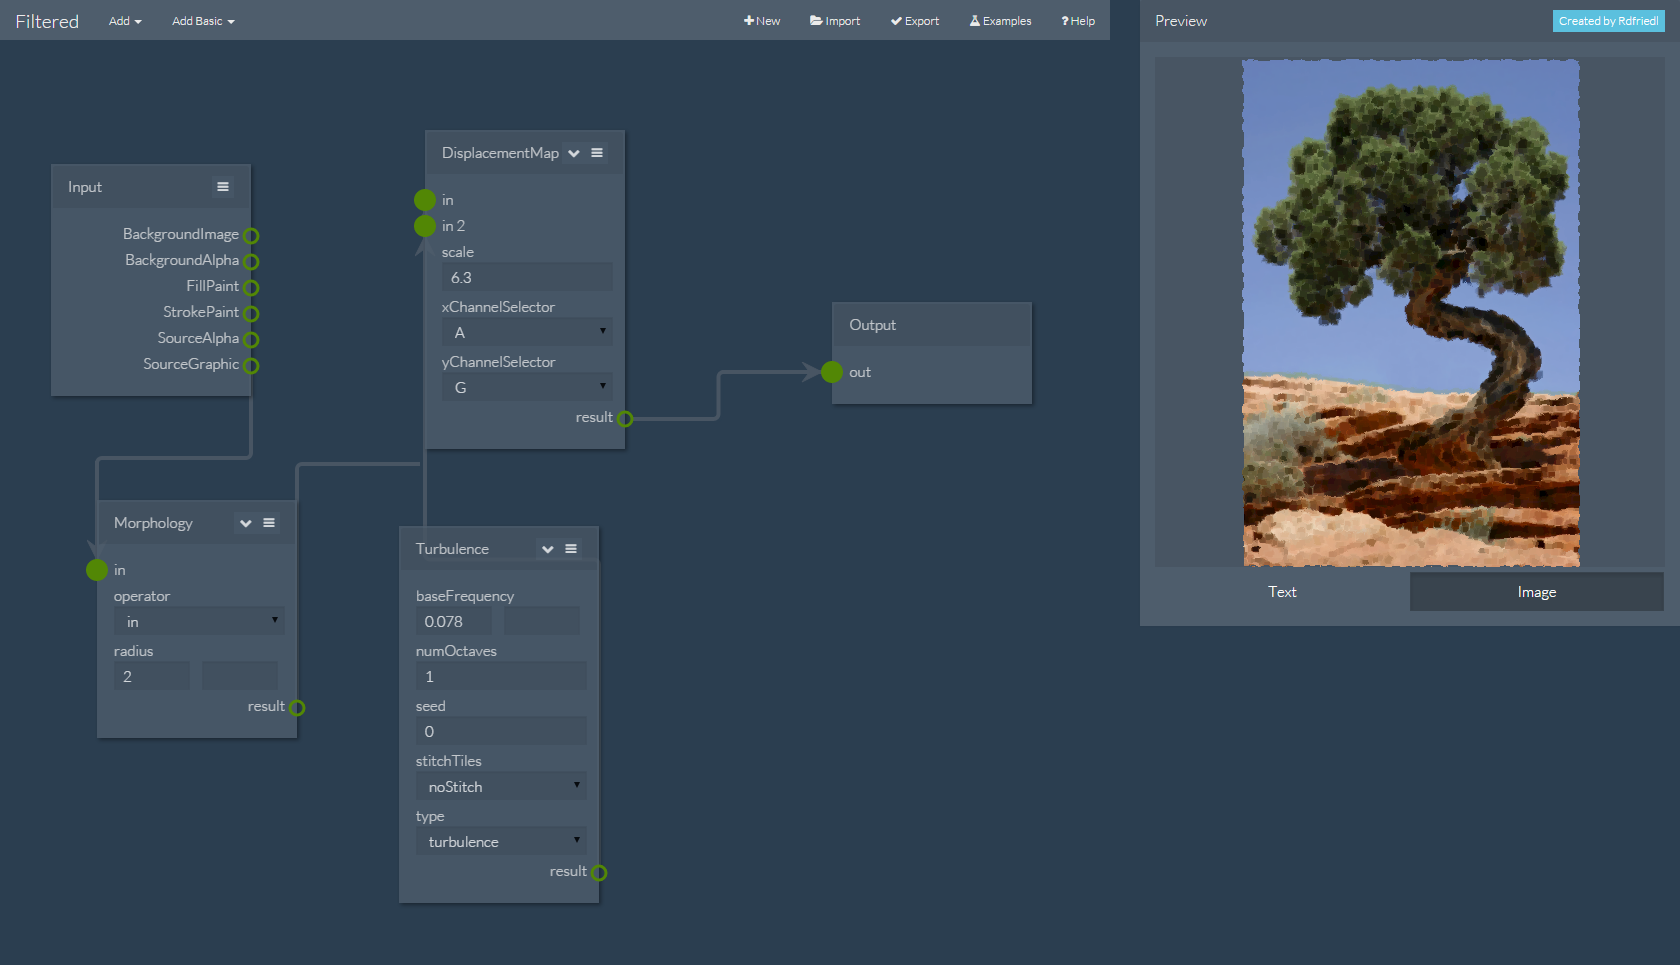 Filtered
Add
Add Basic
New
Import
Export
Examples
Help
Preview
Created by Rdfriedl
Input
BackgroundImage
BackgroundAlpha
FillPaint
StrokePaint
SourceAlpha
SourceGraphic
DisplacementMap
in
in 2
scale
6.3
xChannelSelector
A
yChannelSelector
G
result
Output
out
Morphology
in
operator
in
radius
2
result
Turbulence
baseFrequency
0.078
numOctaves
1
seed
0
stitchTiles
noStitch
type
turbulence
result
Text
Image